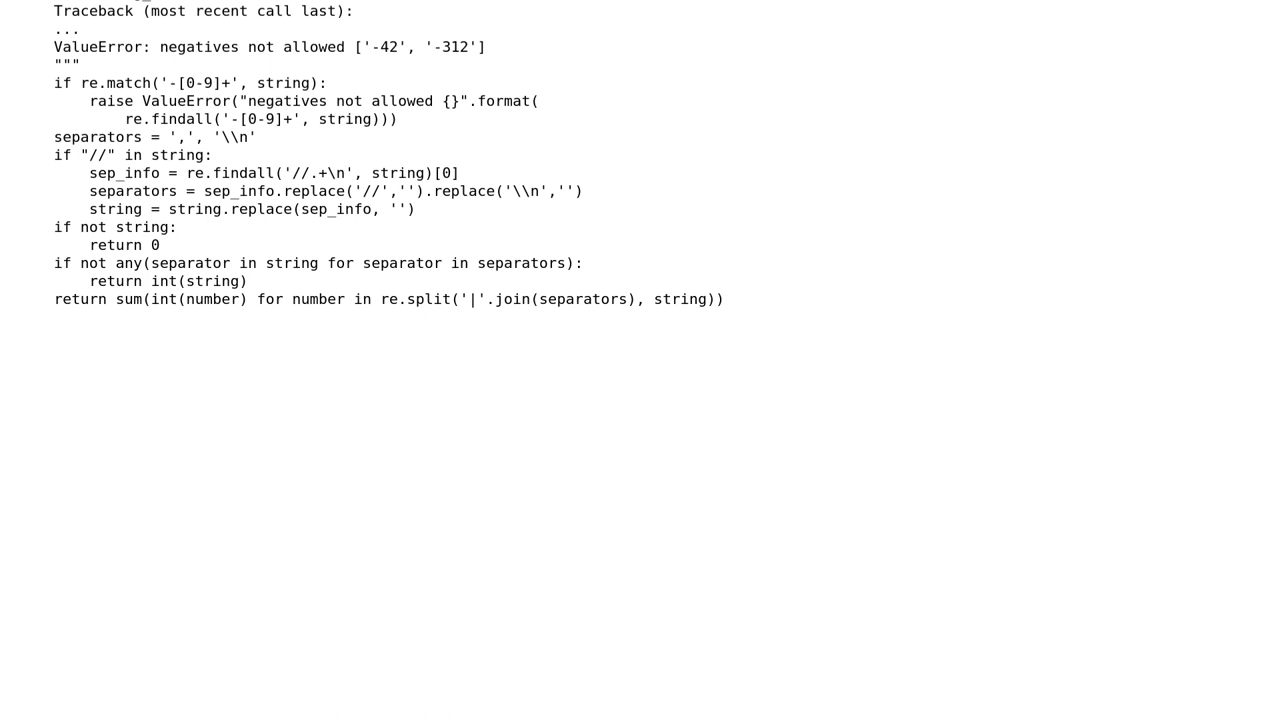 Traceback (most recent call last):
...
ValueError: negatives not allowed ['-42', '-312']
"""
if re.match('-[0-9]+', string):
raise ValueError("negatives not allowed {}".format(
re.findall('-[0-9]+', string)))
separators = ',', '\\n'
if "//" in string:
sep_info = re.findall('//.+\n', string)[0]
separators = sep_info.replace('//','').replace('\\n','')
string = string.replace(sep_info, '')
if not string:
return 0
if not any(separator in string for separator in separators):
return int(string)
return sum(int(number) for number in re.split('|'.join(separators), string))